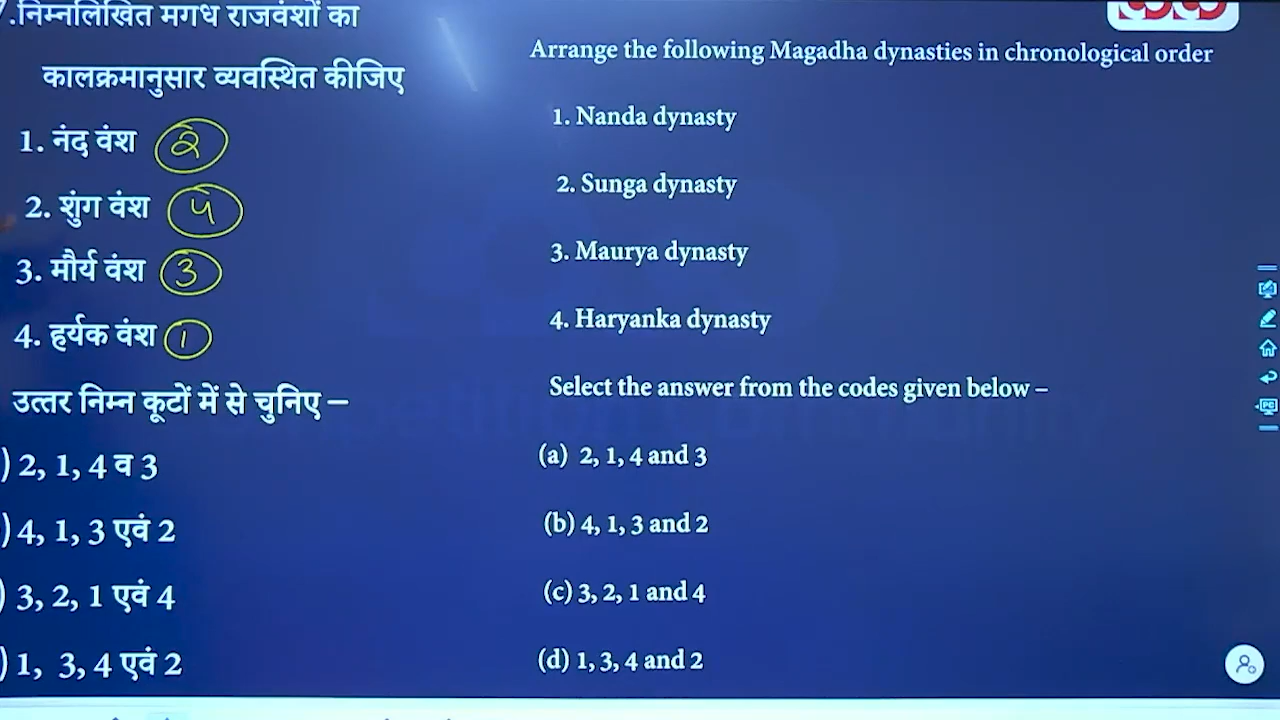 7.निम्नलिखित मगध राजवंशों का
कालक्रमानुसार व्यवस्थित कीजिए
1. नंद वंश 2
2. शुंग वंश 4
3. मौर्य वंश 3
4. हर्यक वंश 1
उत्तर निम्न कूटों में से चुनिए –
) 2, 1, 4 व 3
) 4, 1, 3 एवं 2
) 3, 2, 1 एवं 4
) 1, 3, 4 एवं 2
Arrange the following Magadha dynasties in chronological order
1. Nanda dynasty
2. Sunga dynasty
3. Maurya dynasty
4. Haryanka dynasty
Select the answer from the codes given below –
(a) 2, 1, 4 and 3
(b) 4, 1, 3 and 2
(c) 3, 2, 1 and 4
(d) 1, 3, 4 and 2
PC